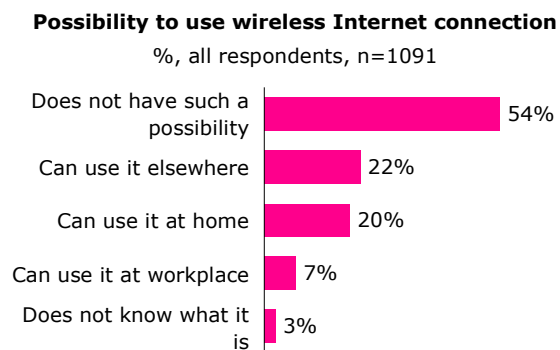 Possibility to use wireless Internet connection
%, all respondents, n=1091
Does not have such a
possibility
54%
Can use it elsewhere
22%
Can use it at home
20%
Can use it at workplace
7%
Does not know what it
is
3%